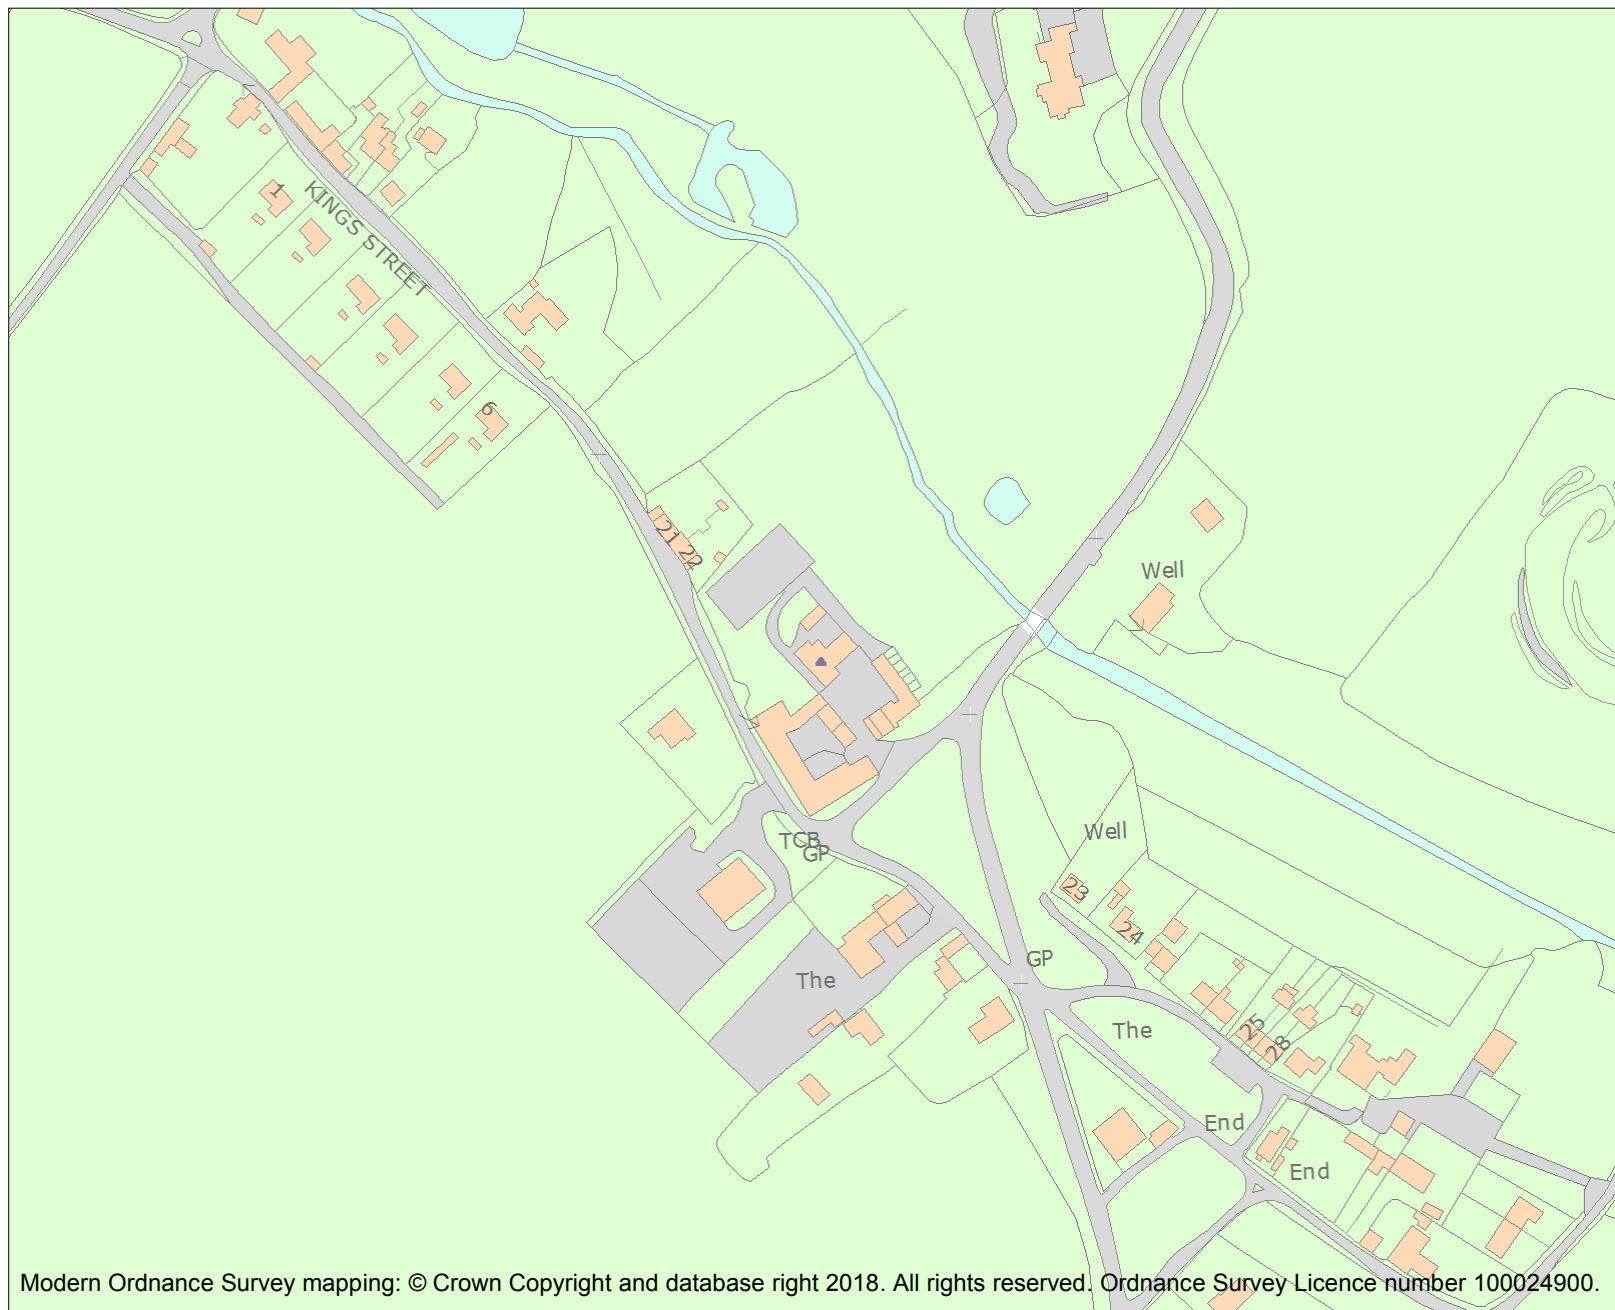 1
KINGS STREET
6
21
22
Well
TCB
GP
Well
23
24
GP
The
The
25
28
End
End
Modern Ordnance Survey mapping: © Crown Copyright and database right 2018. All rights reserved. Ordnance Survey Licence number 100024900.